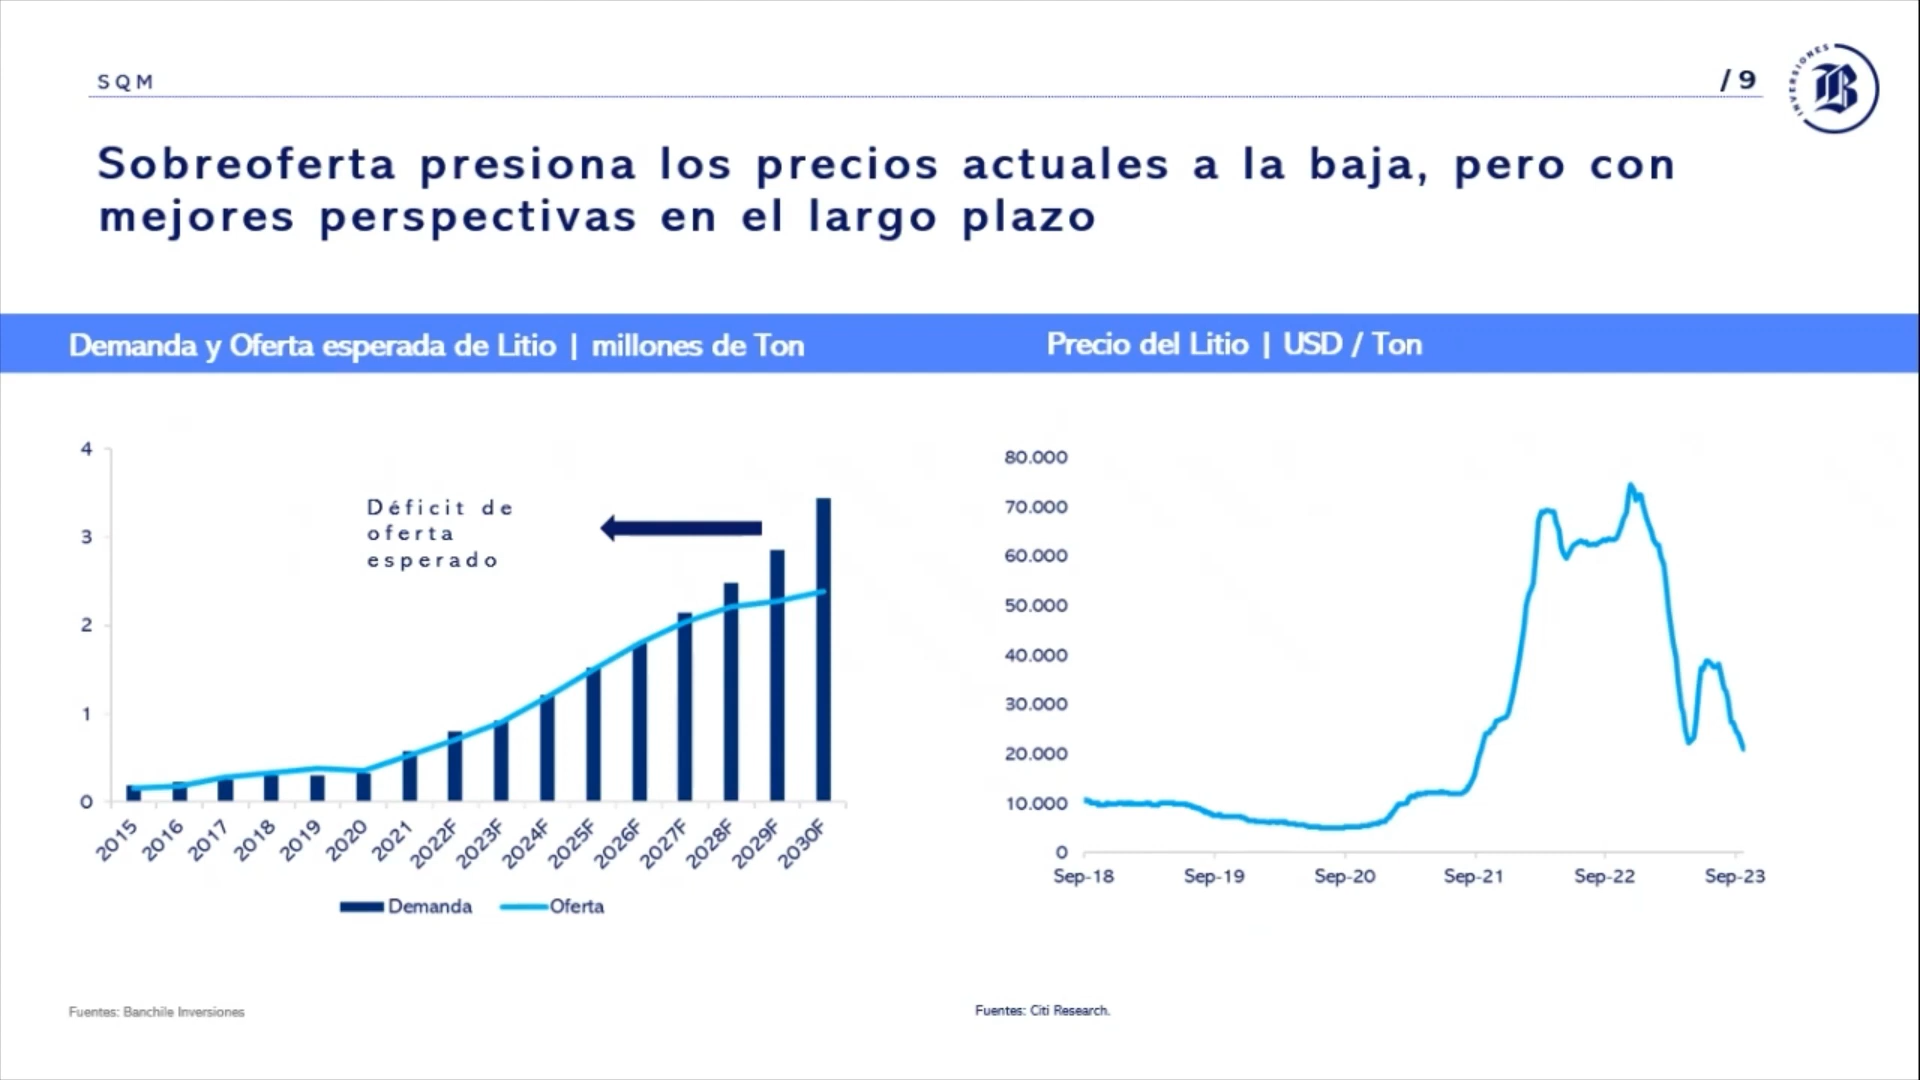 SQM
/ 9
INVERSIONES
B
Sobreoferta presiona los precios actuales a la baja, pero con
mejores perspectivas en el largo plazo
Demanda y Oferta esperada de Litio | millones de Ton
Precio del Litio | USD / Ton
4
3
2
1
0
Déficit de
oferta
esperado
2015
2016
2017
2018
2019
2020
2021
2022F
2023F
2024F
2025F
2026F
2027F
2028F
2029F
2030F
Demanda
Oferta
80.000
70.000
60.000
50.000
40.000
30.000
20.000
10.000
0
Sep-18
Sep-19
Sep-20
Sep-21
Sep-22
Sep-23
Fuentes: Banchile Inversiones
Fuentes: Citi Research.